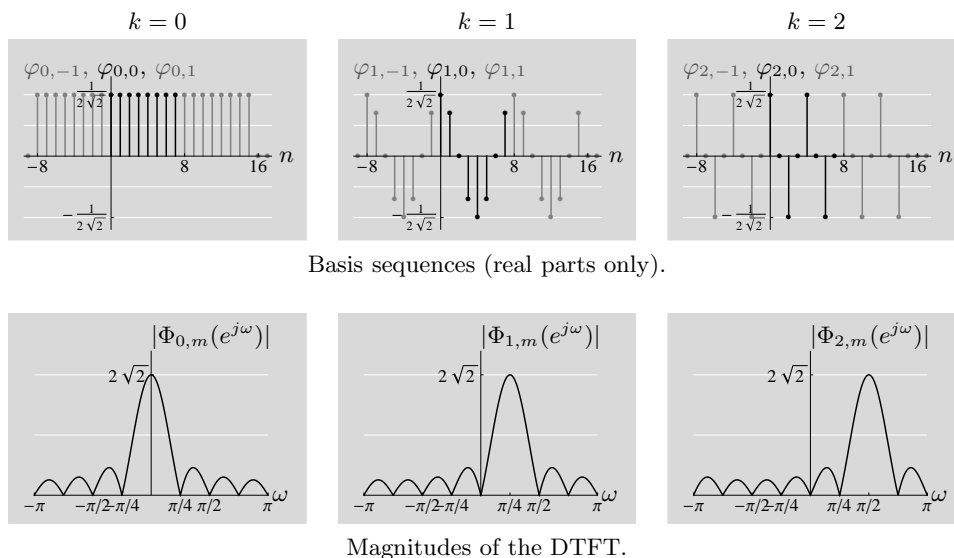 k = 0 k = 1 k = 2
φ0,−1, φ0,0, φ0,1
1/(2√2)
−8 8 16 n
−1/(2√2)
φ1,−1, φ1,0, φ1,1
1/(2√2)
−8 8 16 n
−1/(2√2)
φ2,−1, φ2,0, φ2,1
1/(2√2)
−8 8 16 n
−1/(2√2)
Basis sequences (real parts only).
|Φ0,m(e^jω)|
2√2
−π −π/2 −π/4 π/4 π/2 π ω
|Φ1,m(e^jω)|
2√2
−π −π/2 −π/4 π/4 π/2 π ω
|Φ2,m(e^jω)|
2√2
−π −π/2 −π/4 π/4 π/2 π ω
Magnitudes of the DTFT.